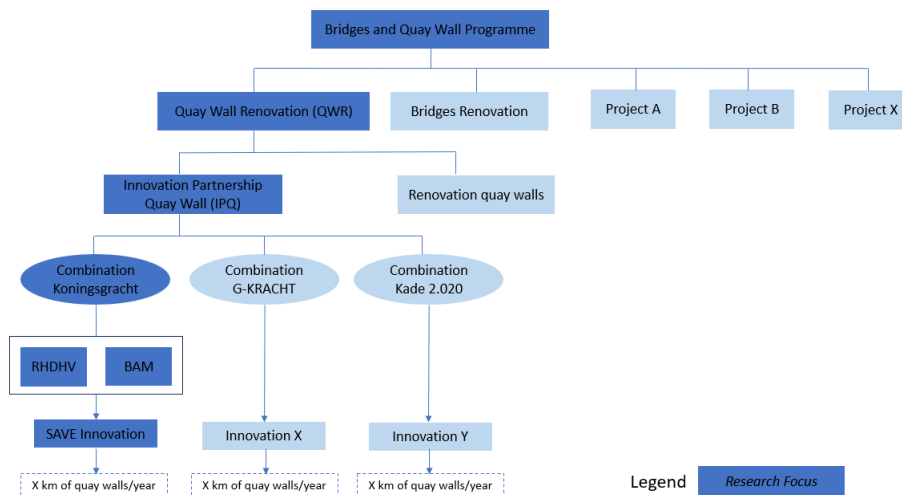 Bridges and Quay Wall Programme
Quay Wall Renovation (QWR)
Bridges Renovation
Project A
Project B
Project X
Innovation Partnership
Quay Wall (IPQ)
Renovation quay walls
Combination
Koningsgracht
Combination
G-KRACHT
Combination
Kade 2.020
RHDHV
BAM
SAVE Innovation
Innovation X
Innovation Y
X km of quay walls/year
X km of quay walls/year
X km of quay walls/year
Legend
Research Focus